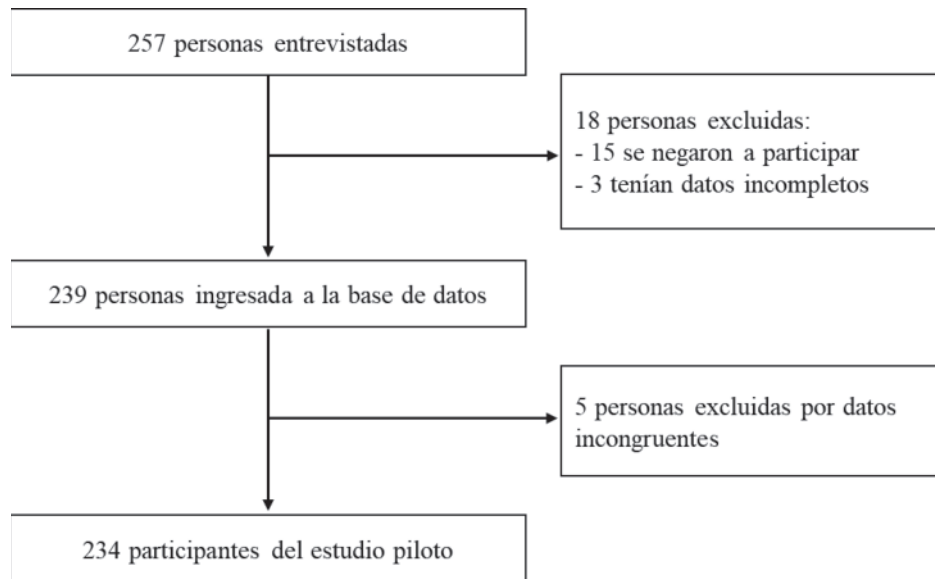 257 personas entrevistadas
18 personas excluidas:
- 15 se negaron a participar
- 3 tenían datos incompletos
239 personas ingresada a la base de datos
5 personas excluidas por datos
incongruentes
234 participantes del estudio piloto